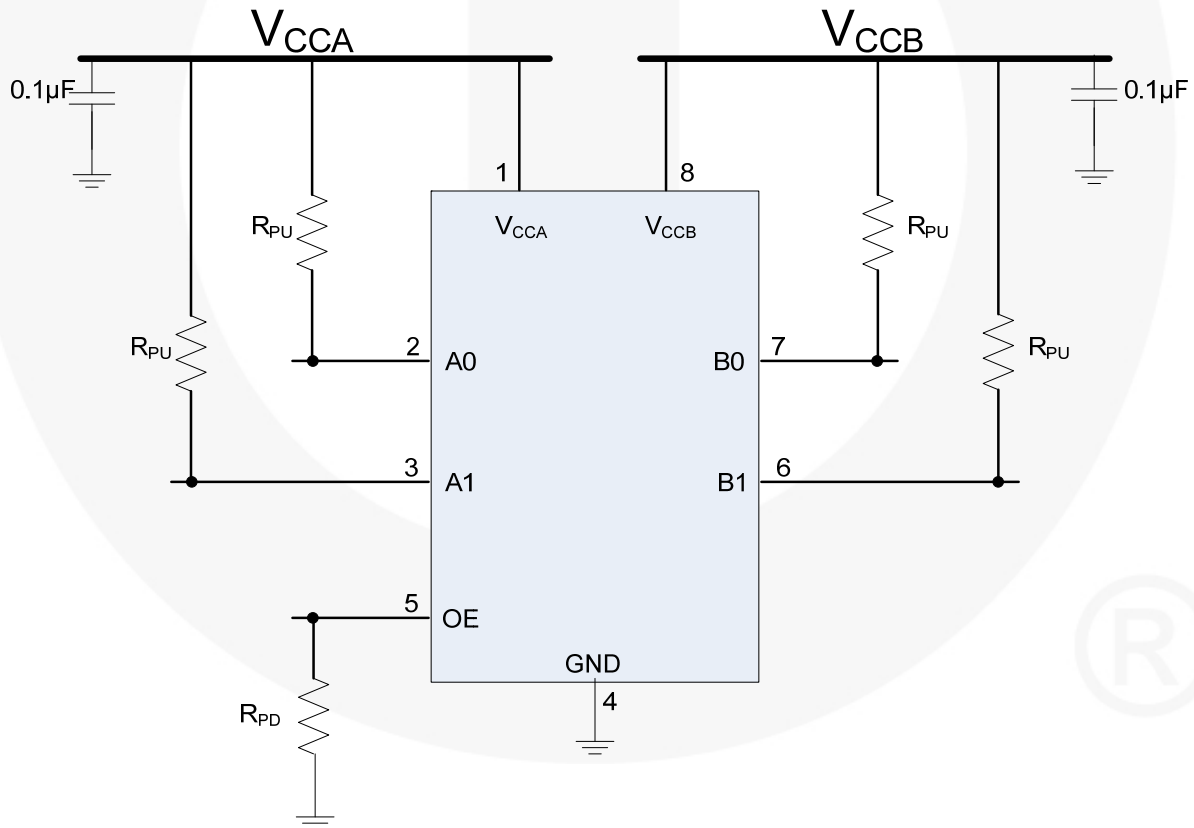 VCCA VCCB
0.1µF 0.1µF
1 8
RPU VCCA VCCB RPU
RPU 2 A0 B0 7 RPU
3 A1 B1 6
5 OE
GND
4
RPD
®